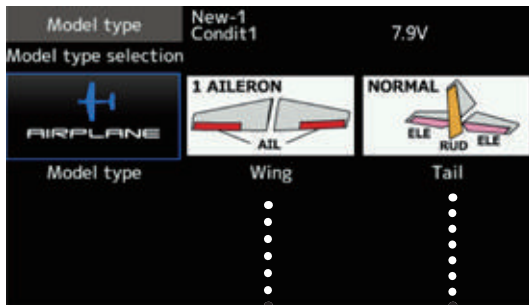 Model type
New-1
Condit1
7.9V
Model type selection
AIRPLANE
1 AILERON
AIL
NORMAL
ELE
RUD
ELE
Model type
Wing
Tail